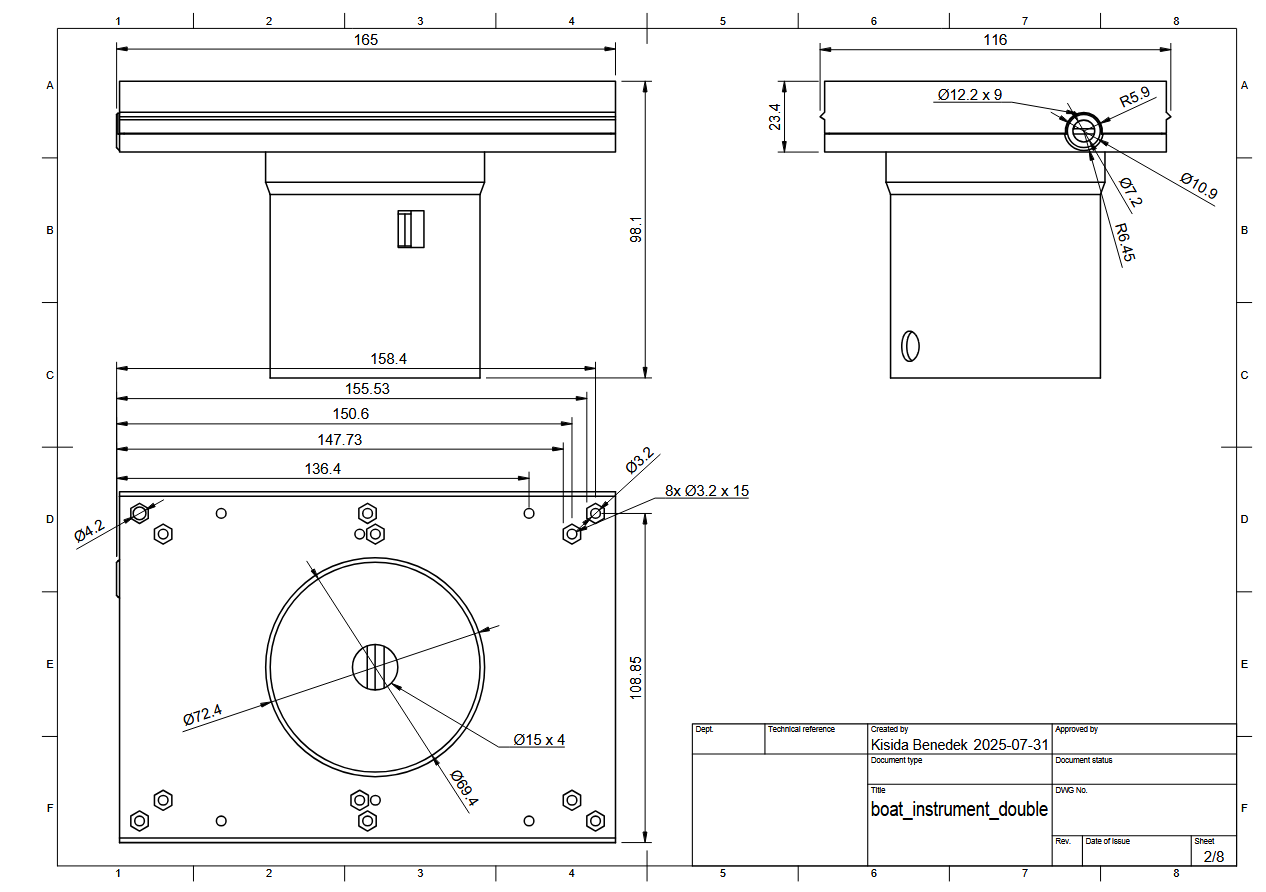 1 2 3 4 5 6 7 8
A
B
C
D
E
F
A
B
C
D
E
F
165
98.1
116
23.4
Ø12.2 x 9
R5.9
Ø10.9
Ø7.2
R6.45
158.4
155.53
150.6
147.73
136.4
Ø3.2
8x Ø3.2 x 15
Ø4.2
108.85
Ø72.4
Ø15 x 4
Ø69.4
Dept.
Technical reference
Created by
Kisida Benedek 2025-07-31
Approved by
Document type
Document status
Title
boat_instrument_double
DWG No.
Rev.
Date of issue
Sheet
2/8
1 2 3 4 5 6 7 8